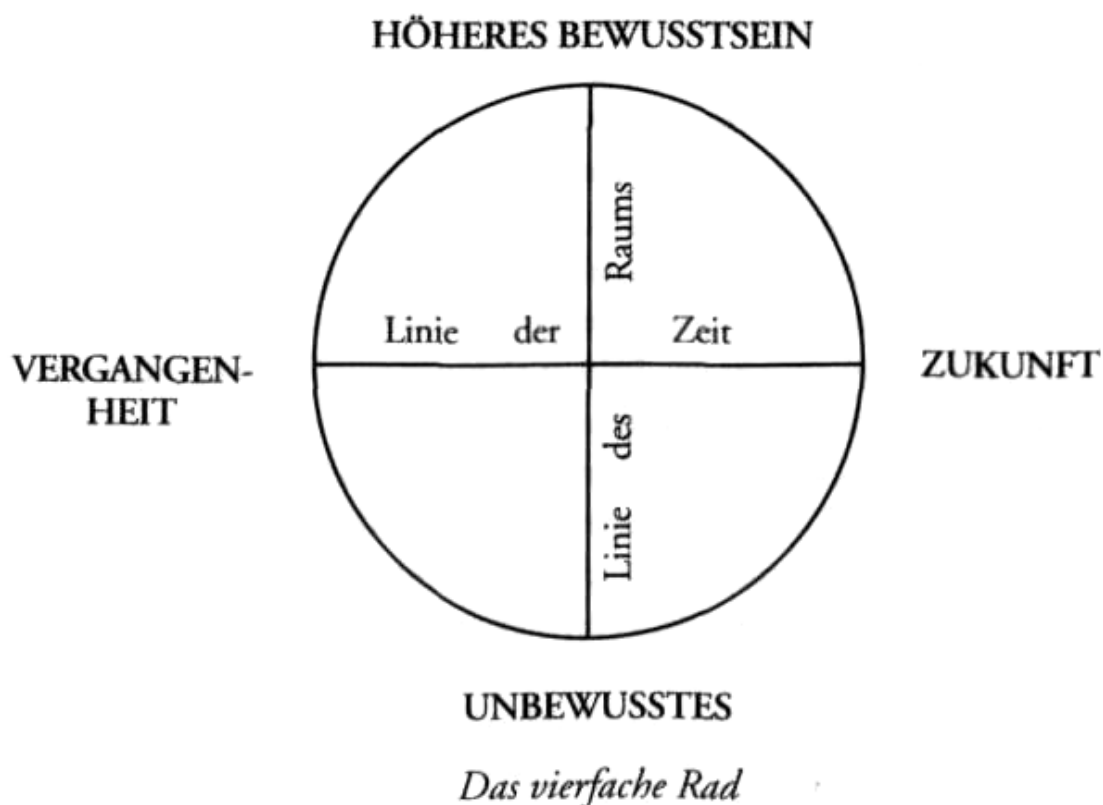 HÖHERES BEWUSSTSEIN
Linie des Raums
Linie der Zeit
VERGANGEN-
HEIT
ZUKUNFT
UNBEWUSSTES
Das vierfache Rad